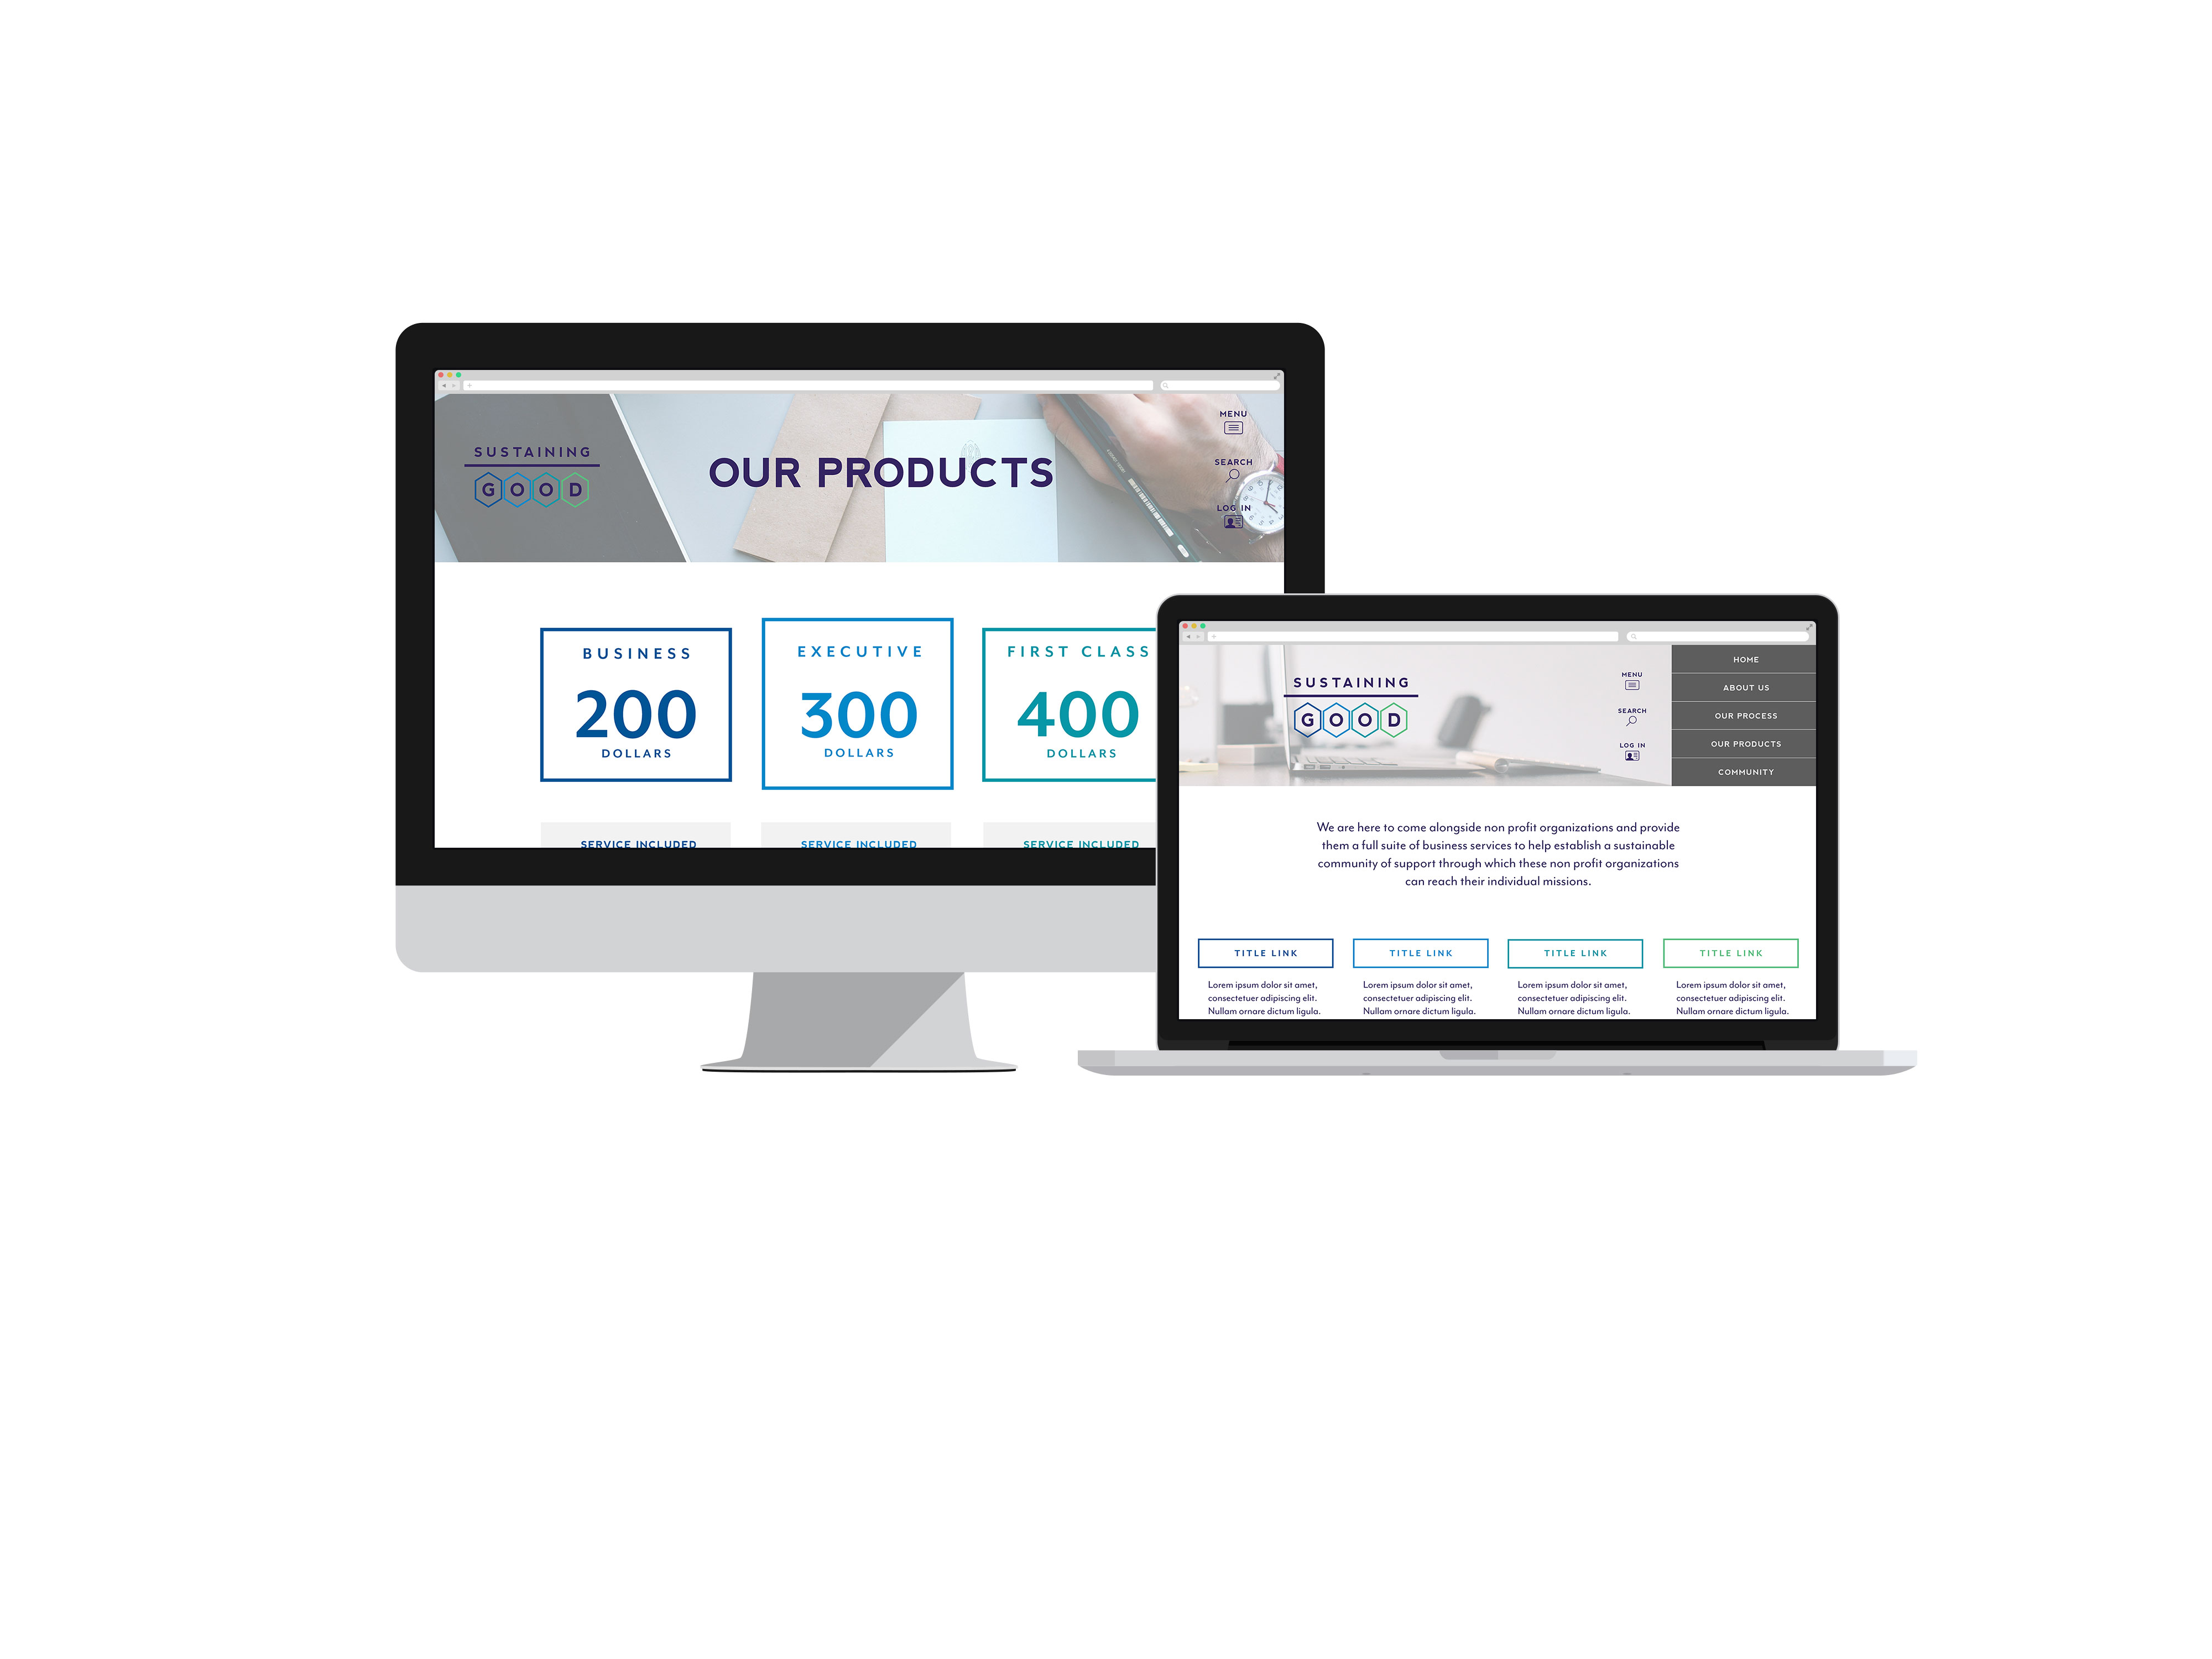 SUSTAINING
GOOD
OUR PRODUCTS
MENU
SEARCH
LOG IN
BUSINESS
200
DOLLARS
EXECUTIVE
300
DOLLARS
FIRST CLASS
400
DOLLARS
SERVICE INCLUDED
SERVICE INCLUDED
SERVICE INCLUDED
SUSTAINING
GOOD
MENU
SEARCH
LOG IN
HOME
ABOUT US
OUR PROCESS
OUR PRODUCTS
COMMUNITY
We are here to come alongside non profit organizations and provide
them a full suite of business services to help establish a sustainable
community of support through which these non profit organizations
can reach their individual missions.
TITLE LINK
Lorem ipsum dolor sit amet,
consectetuer adipiscing elit.
Nullam ornare dictum ligula.
TITLE LINK
Lorem ipsum dolor sit amet,
consectetuer adipiscing elit.
Nullam ornare dictum ligula.
TITLE LINK
Lorem ipsum dolor sit amet,
consectetuer adipiscing elit.
Nullam ornare dictum ligula.
TITLE LINK
Lorem ipsum dolor sit amet,
consectetuer adipiscing elit.
Nullam ornare dictum ligula.